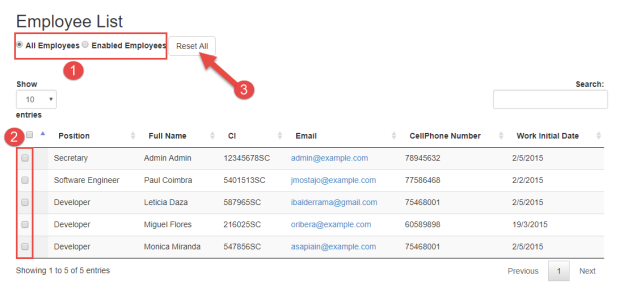 Employee List
All Employees Enabled Employees Reset All
1
3
Show
Search:
10
entries
2
Position Full Name CI Email CellPhone Number Work Initial Date
Secretary Admin Admin 12345678SC admin@example.com 78945632 2/5/2015
Software Engineer Paul Coimbra 5401513SC jmostajo@example.com 77586468 2/2/2015
Developer Leticia Daza 587965SC ibalderrama@gmail.com 75468001 2/5/2015
Developer Miguel Flores 216025SC oribera@example.com 60589898 19/3/2015
Developer Monica Miranda 547856SC asapiain@example.com 75468001 2/5/2015
Showing 1 to 5 of 5 entries Previous 1 Next